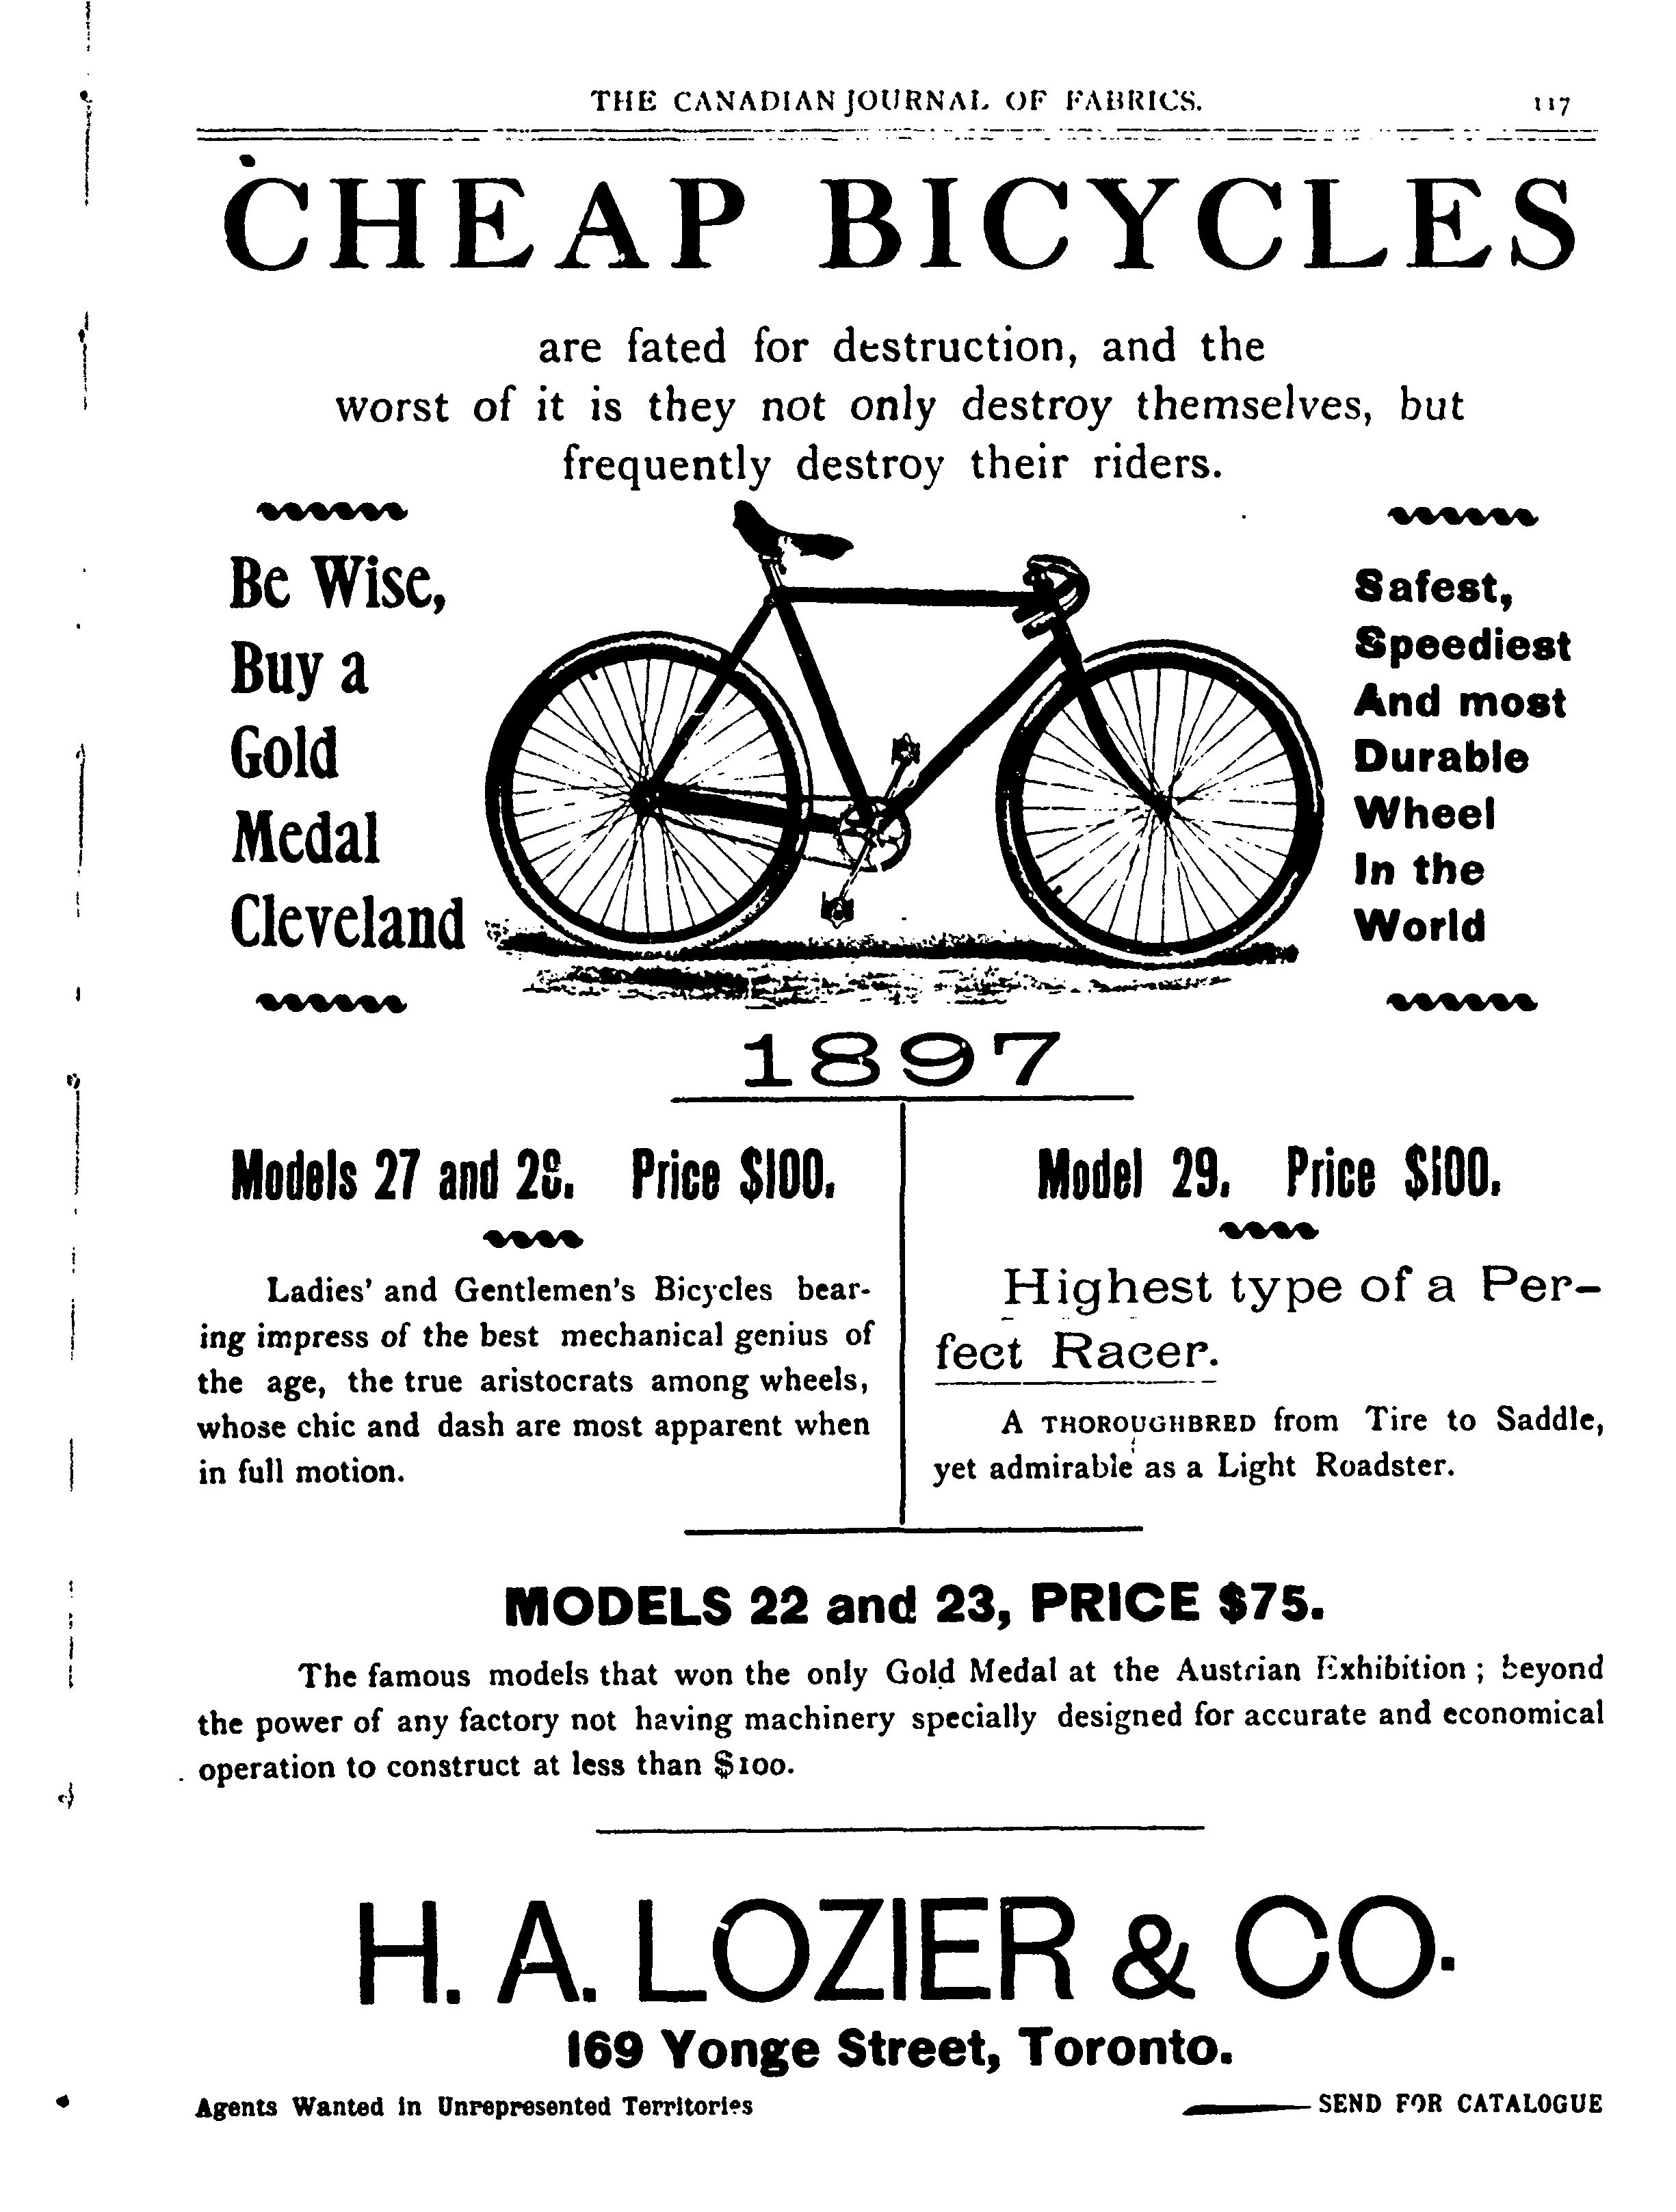 THE CANADIAN JOURNAL OF FABRICS. 117
CHEAP BICYCLES
are fated for destruction, and the
worst of it is they not only destroy themselves, but
frequently destroy their riders.
Be Wise,
Buy a
Gold
Medal
Cleveland
Safest,
Speediest
And most
Durable
Wheel
In the
World
1897
Models 27 and 28. Price $100.
Ladies' and Gentlemen's Bicycles bear-
ing impress of the best mechanical genius of
the age, the true aristocrats among wheels,
whose chic and dash are most apparent when
in full motion.
Model 29. Price $100.
Highest type of a Per-
fect Racer.
A THOROUGHBRED from Tire to Saddle,
yet admirable as a Light Roadster.
MODELS 22 and 23, PRICE $75.
The famous models that won the only Gold Medal at the Austrian Exhibition ; beyond
the power of any factory not having machinery specially designed for accurate and economical
operation to construct at less than $100.
H. A. LOZIER & CO.
169 Yonge Street, Toronto.
Agents Wanted in Unrepresented Territories
SEND FOR CATALOGUE